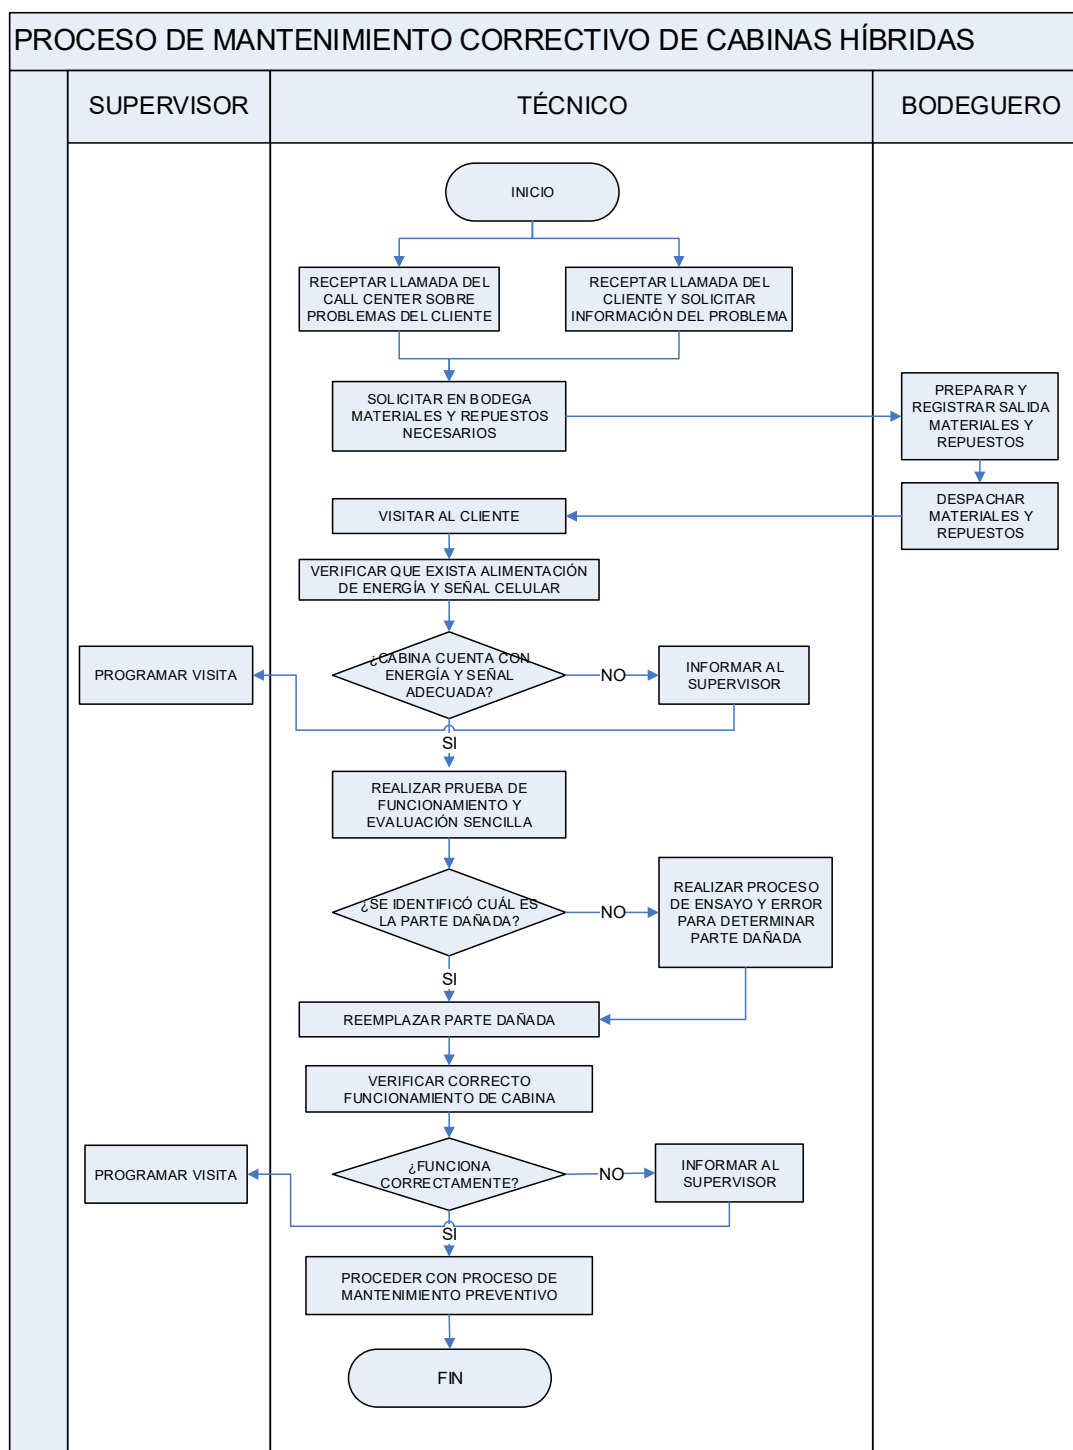 PROCESO DE MANTENIMIENTO CORRECTIVO DE CABINAS HÍBRIDAS
SUPERVISOR
TÉCNICO
BODEGUERO
INICIO
RECEPTAR LLAMADA DEL
CALL CENTER SOBRE
PROBLEMAS DEL CLIENTE
RECEPTAR LLAMADA DEL
CLIENTE Y SOLICITAR
INFORMACIÓN DEL PROBLEMA
SOLICITAR EN BODEGA
MATERIALES Y REPUESTOS
NECESARIOS
PREPARAR Y
REGISTRAR SALIDA
MATERIALES Y
REPUESTOS
DESPACHAR
MATERIALES Y
REPUESTOS
VISITAR AL CLIENTE
VERIFICAR QUE EXISTA ALIMENTACIÓN
DE ENERGÍA Y SEÑAL CELULAR
¿CABINA CUENTA CON
ENERGÍA Y SEÑAL
ADECUADA?
NO
INFORMAR AL
SUPERVISOR
PROGRAMAR VISITA
SI
REALIZAR PRUEBA DE
FUNCIONAMIENTO Y
EVALUACIÓN SENCILLA
¿SE IDENTIFICÓ CUÁL ES
LA PARTE DAÑADA?
NO
REALIZAR PROCESO
DE ENSAYO Y ERROR
PARA DETERMINAR
PARTE DAÑADA
SI
REEMPLAZAR PARTE DAÑADA
VERIFICAR CORRECTO
FUNCIONAMIENTO DE CABINA
¿FUNCIONA
CORRECTAMENTE?
NO
INFORMAR AL
SUPERVISOR
PROGRAMAR VISITA
SI
PROCEDER CON PROCESO DE
MANTENIMIENTO PREVENTIVO
FIN